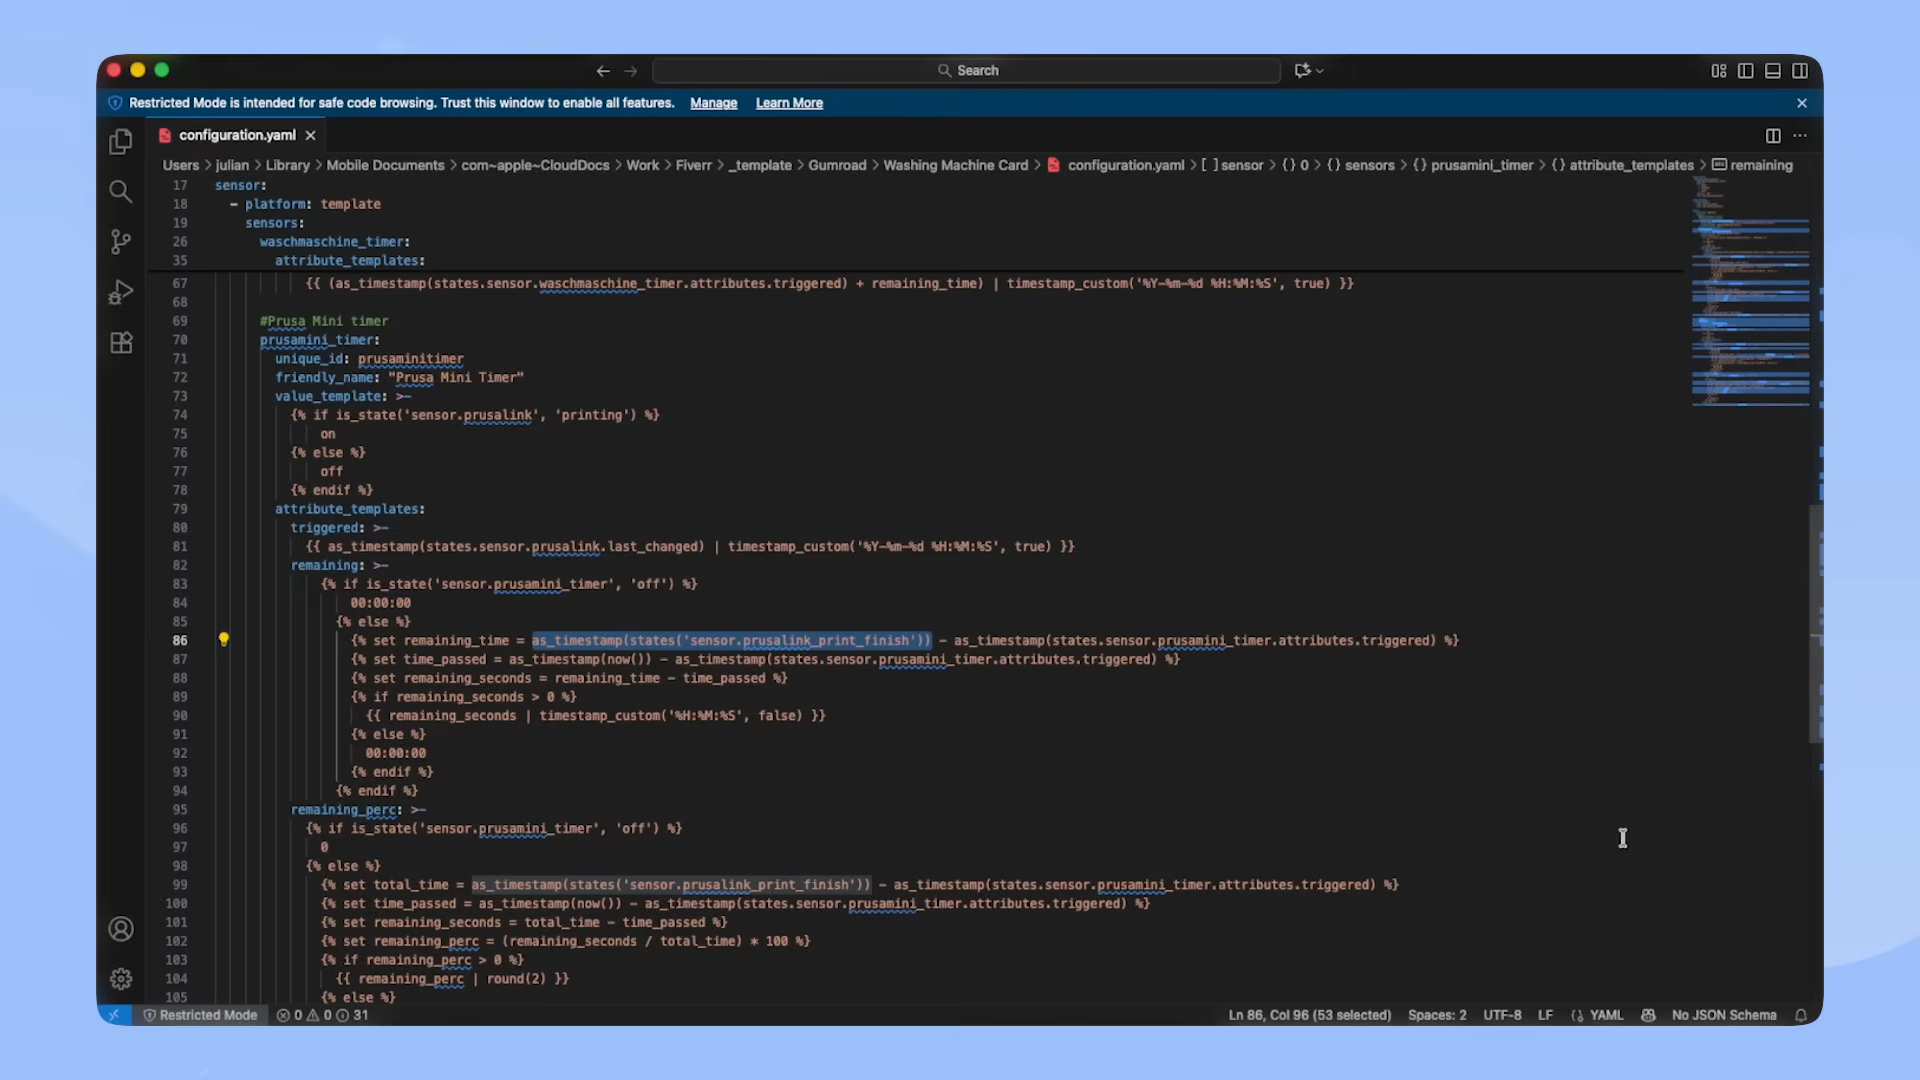 Search
Restricted Mode is intended for safe code browsing. Trust this window to enable all features. Manage Learn More
configuration.yaml
Users > julian > Library > Mobile Documents > com~apple~CloudDocs > Work > Fiverr > _template > Gumroad > Washing Machine Card > configuration.yaml > [ ] sensor > {} 0 > {} sensors > {} prusamini_timer > {} attribute_templates > remaining
17 sensor:
18 - platform: template
19 sensors:
26 waschmaschine_timer:
35 attribute_templates:
67 {{ (as_timestamp(states.sensor.waschmaschine_timer.attributes.triggered) + remaining_time) | timestamp_custom('%Y-%m-%d %H:%M:%S', true) }}
68
69 #Prusa Mini timer
70 prusamini_timer:
71 unique_id: prusaminitimer
72 friendly_name: "Prusa Mini Timer"
73 value_template: >-
74 {% if is_state('sensor.prusalink', 'printing') %}
75 on
76 {% else %}
77 off
78 {% endif %}
79 attribute_templates:
80 triggered: >-
81 {{ as_timestamp(states.sensor.prusalink.last_changed) | timestamp_custom('%Y-%m-%d %H:%M:%S', true) }}
82 remaining: >-
83 {% if is_state('sensor.prusamini_timer', 'off') %}
84 00:00:00
85 {% else %}
86 {% set remaining_time = as_timestamp(states('sensor.prusalink_print_finish')) - as_timestamp(states.sensor.prusamini_timer.attributes.triggered) %}
87 {% set time_passed = as_timestamp(now()) - as_timestamp(states.sensor.prusamini_timer.attributes.triggered) %}
88 {% set remaining_seconds = remaining_time - time_passed %}
89 {% if remaining_seconds > 0 %}
90 {{ remaining_seconds | timestamp_custom('%H:%M:%S', false) }}
91 {% else %}
92 00:00:00
93 {% endif %}
94 {% endif %}
95 remaining_perc: >-
96 {% if is_state('sensor.prusamini_timer', 'off') %}
97 0
98 {% else %}
99 {% set total_time = as_timestamp(states('sensor.prusalink_print_finish')) - as_timestamp(states.sensor.prusamini_timer.attributes.triggered) %}
100 {% set time_passed = as_timestamp(now()) - as_timestamp(states.sensor.prusamini_timer.attributes.triggered) %}
101 {% set remaining_seconds = total_time - time_passed %}
102 {% set remaining_perc = (remaining_seconds / total_time) * 100 %}
103 {% if remaining_perc > 0 %}
104 {{ remaining_perc | round(2) }}
105 {% else %}
Restricted Mode 0 0 31 Ln 86, Col 96 (53 selected) Spaces: 2 UTF-8 LF YAML No JSON Schema